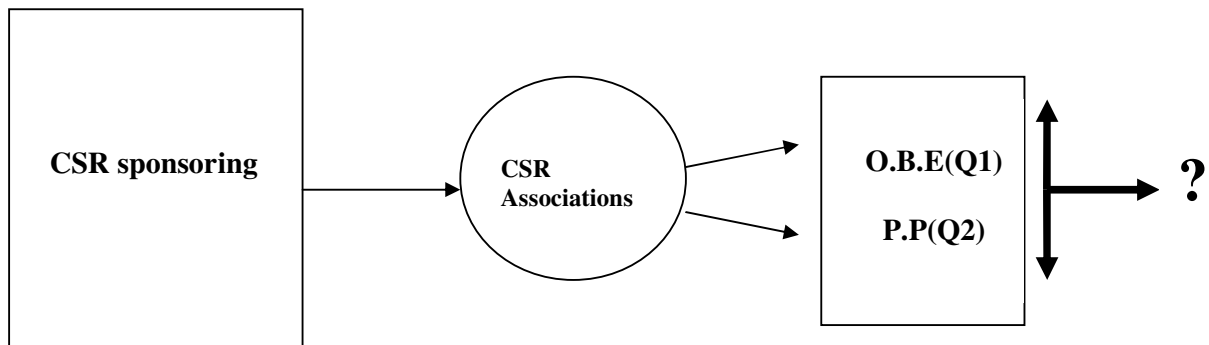 CSR sponsoring
CSR
Associations
O.B.E(Q1)
P.P(Q2)
?